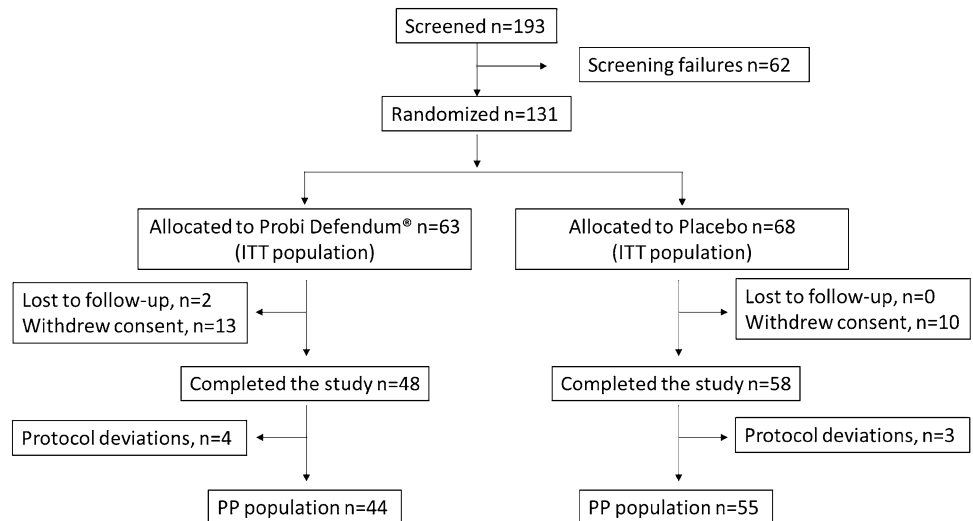 Screened n=193
Screening failures n=62
Randomized n=131
Allocated to Probi Defendum® n=63
(ITT population)
Allocated to Placebo n=68
(ITT population)
Lost to follow-up, n=2
Withdrew consent, n=13
Lost to follow-up, n=0
Withdrew consent, n=10
Completed the study n=48
Completed the study n=58
Protocol deviations, n=4
Protocol deviations, n=3
PP population n=44
PP population n=55